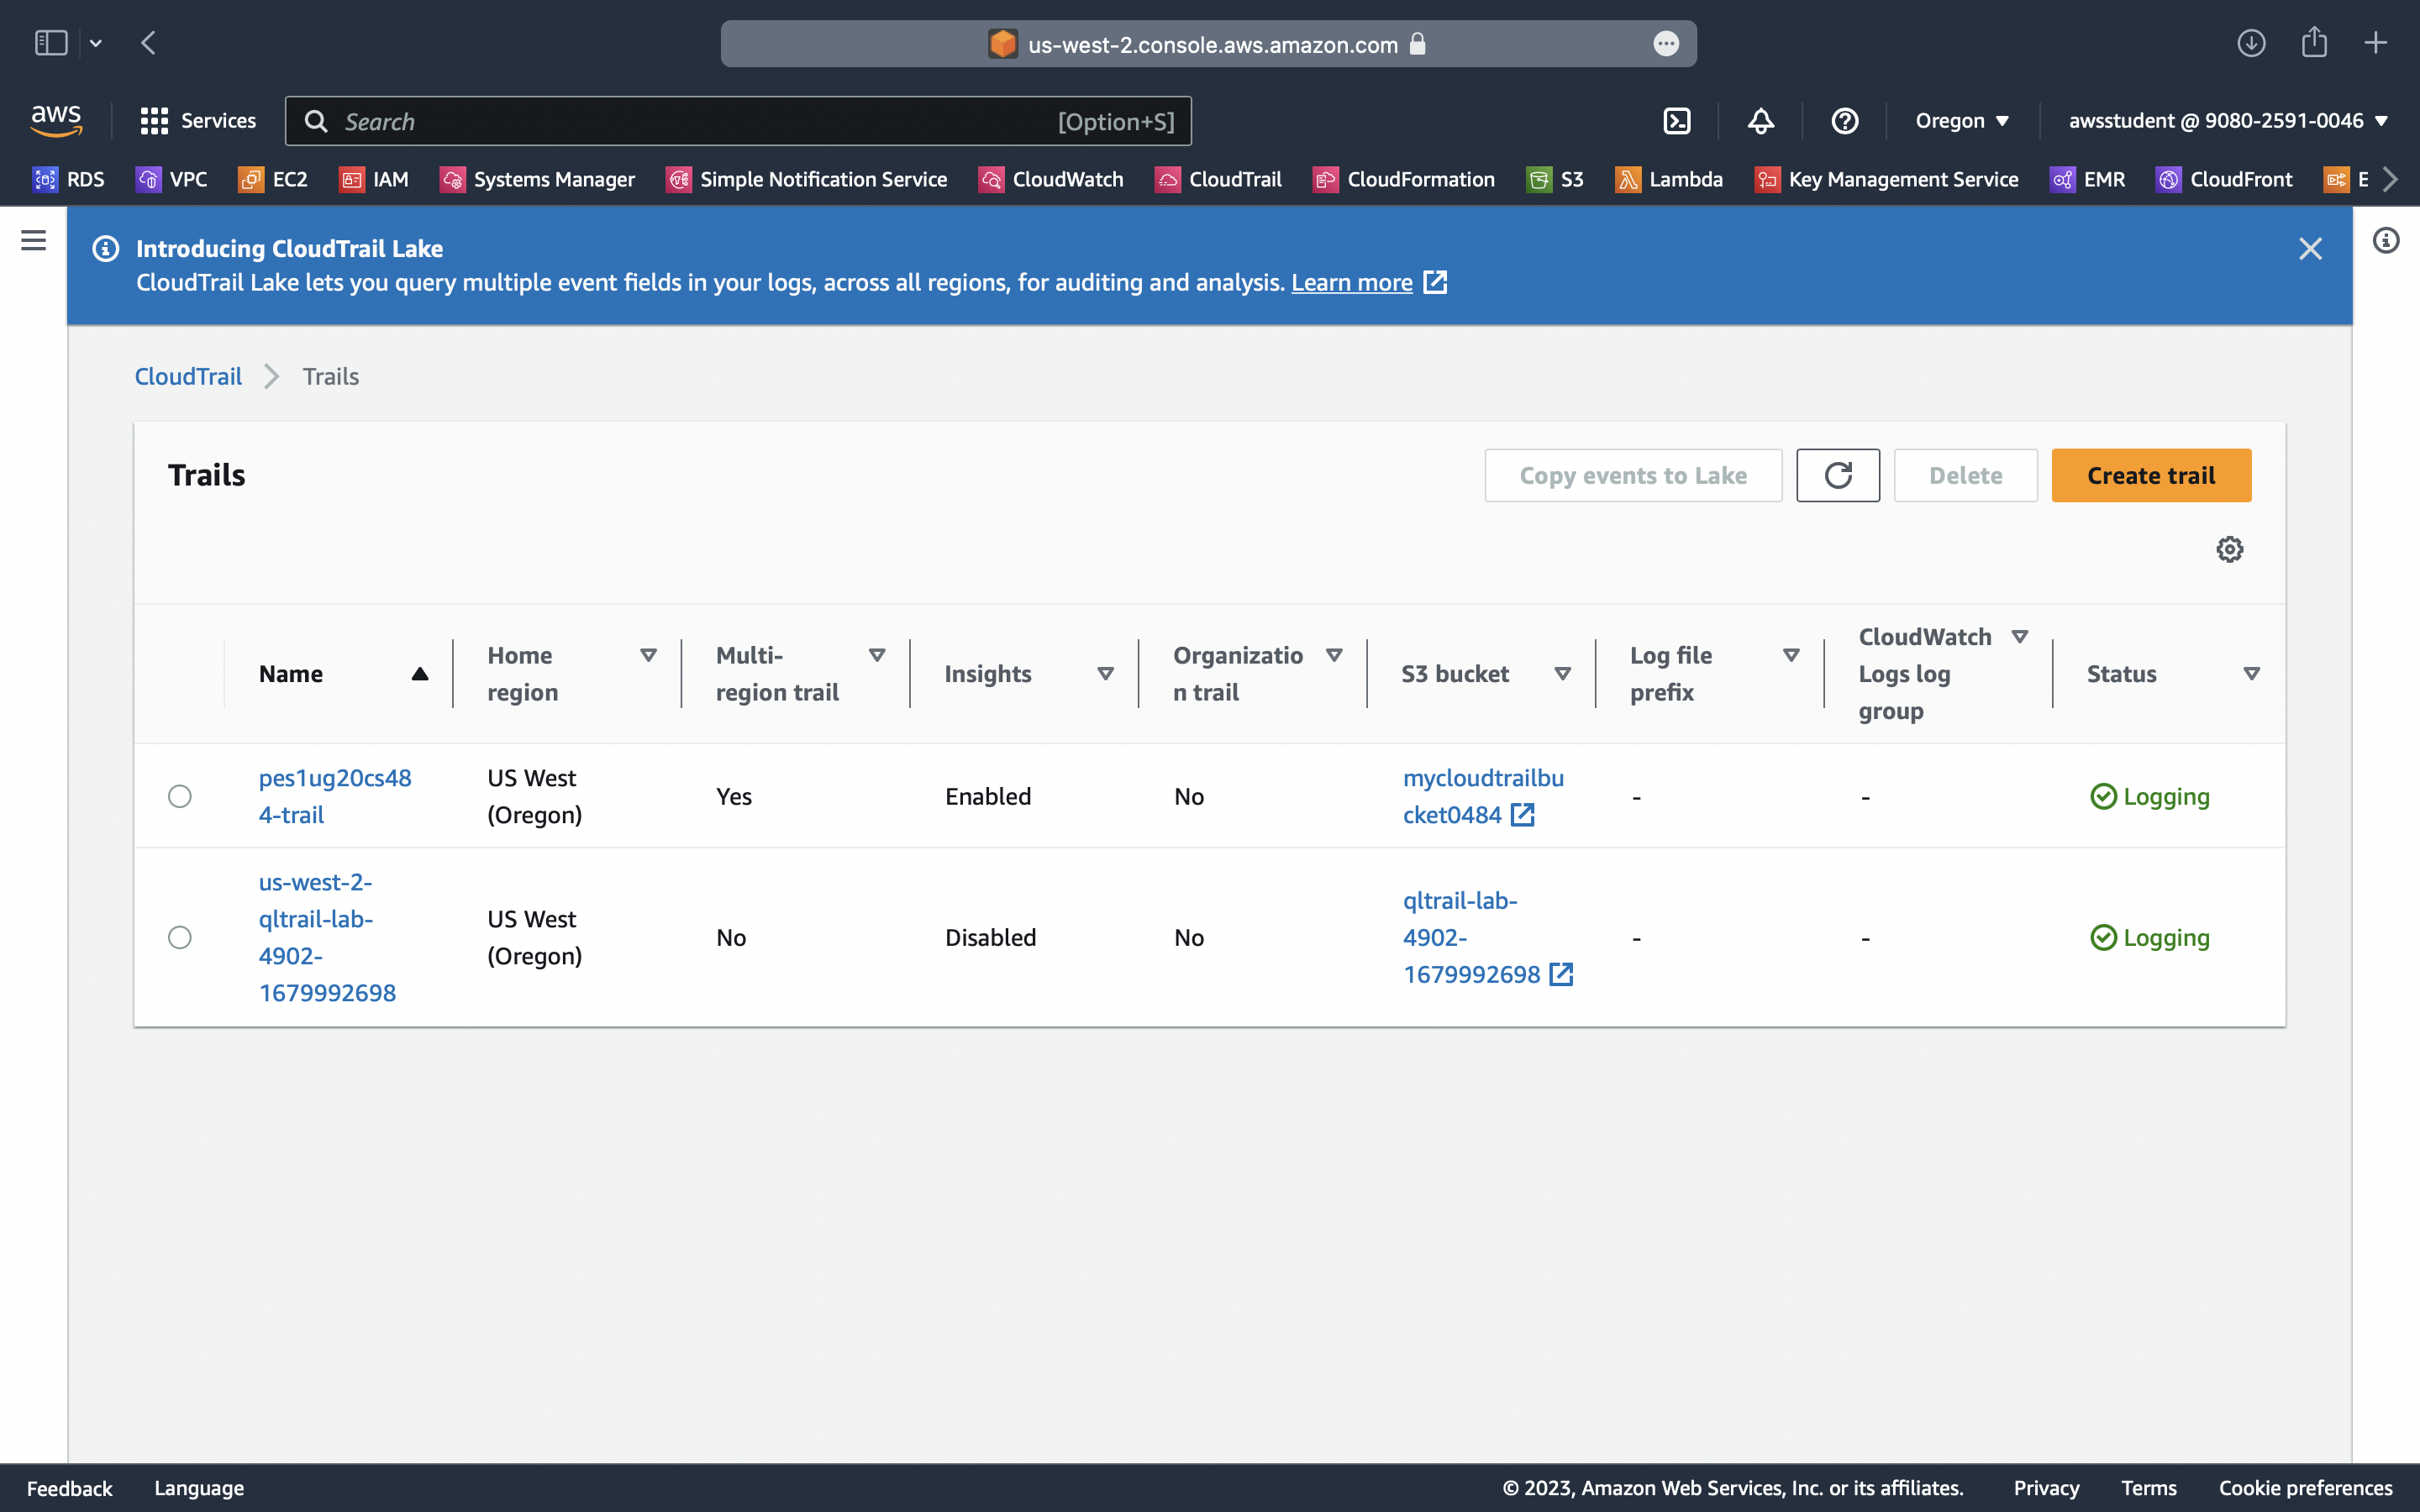 us-west-2.console.aws.amazon.com
aws
Services
Search
[Option+S]
Oregon
awsstudent @ 9080-2591-0046
RDS
VPC
EC2
IAM
Systems Manager
Simple Notification Service
CloudWatch
CloudTrail
CloudFormation
S3
Lambda
Key Management Service
EMR
CloudFront
E
Introducing CloudTrail Lake
CloudTrail Lake lets you query multiple event fields in your logs, across all regions, for auditing and analysis. Learn more
CloudTrail
Trails
Trails
Copy events to Lake
Delete
Create trail
Name
Home
region
Multi-
region trail
Insights
Organizatio
n trail
S3 bucket
Log file
prefix
CloudWatch
Logs log
group
Status
pes1ug20cs48
4-trail
US West
(Oregon)
Yes
Enabled
No
mycloudtrailbu
cket0484
-
-
Logging
us-west-2-
qltrail-lab-
4902-
1679992698
US West
(Oregon)
No
Disabled
No
qltrail-lab-
4902-
1679992698
-
-
Logging
Feedback
Language
© 2023, Amazon Web Services, Inc. or its affiliates.
Privacy
Terms
Cookie preferences